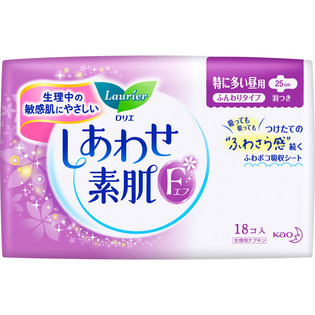 生理中の
敏感肌にやさしい
Laurier
ロリエ
しあわせ
素肌
F
エフ
特に多い昼用
25cm
ふんわりタイプ
羽つき
吸っても
吸っても
つけたての
"ふわさら感"続く
ふわポコ吸収シート
18コ入
生理用ナプキン
Kao